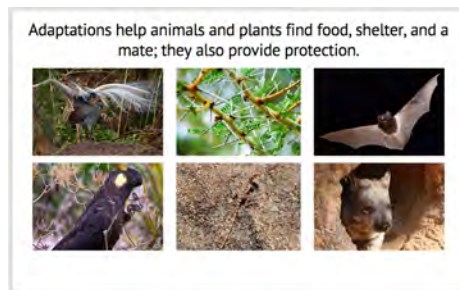 Adaptations help animals and plants find food, shelter, and a
mate; they also provide protection.